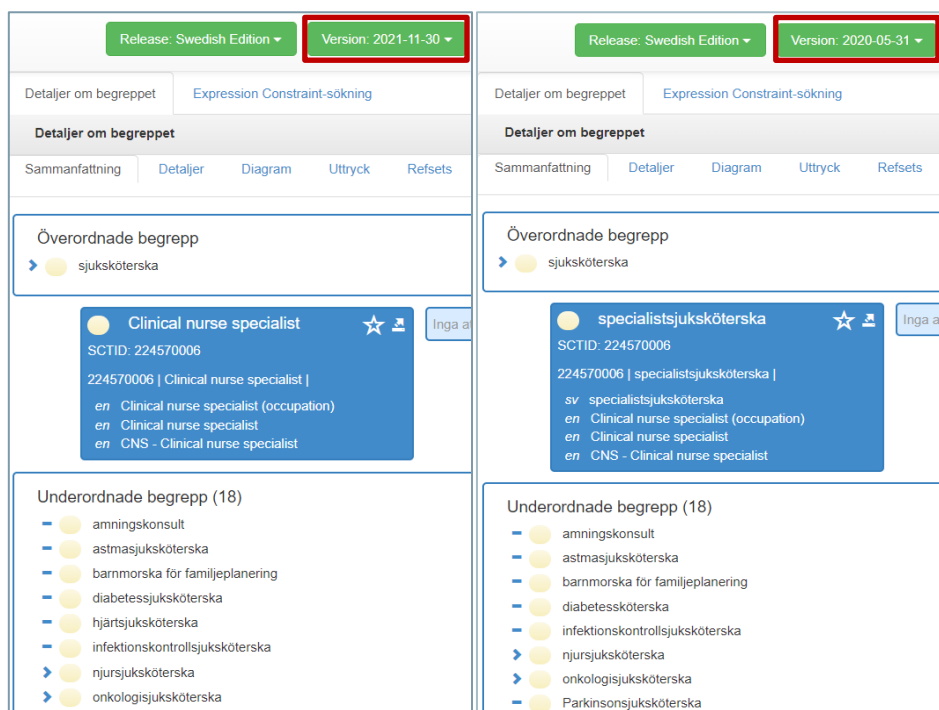 Release: Swedish Edition
Version: 2021-11-30
Detaljer om begreppet
Expression Constraint-sökning
Detaljer om begreppet
Sammanfattning
Detaljer
Diagram
Uttryck
Refsets
Överordnade begrepp
sjuksköterska
Clinical nurse specialist
Inga at
SCTID: 224570006
224570006 | Clinical nurse specialist |
en Clinical nurse specialist (occupation)
en Clinical nurse specialist
en CNS - Clinical nurse specialist
Underordnade begrepp (18)
amningskonsult
astmasjuksköterska
barnmorska för familjeplanering
diabetessjuksköterska
hjärtsjuksköterska
infektionskontrollsjuksköterska
njursjuksköterska
onkologisjuksköterska
Release: Swedish Edition
Version: 2020-05-31
Detaljer om begreppet
Expression Constraint-sökning
Detaljer om begreppet
Sammanfattning
Detaljer
Diagram
Uttryck
Refsets
Överordnade begrepp
sjuksköterska
specialistsjuksköterska
Inga a
SCTID: 224570006
224570006 | specialistsjuksköterska |
sv specialistsjuksköterska
en Clinical nurse specialist (occupation)
en Clinical nurse specialist
en CNS - Clinical nurse specialist
Underordnade begrepp (18)
amningskonsult
astmasjuksköterska
barnmorska för familjeplanering
diabetessköterska
infektionskontrollsjuksköterska
njursjuksköterska
onkologisjuksköterska
Parkinsonsjuksköterska